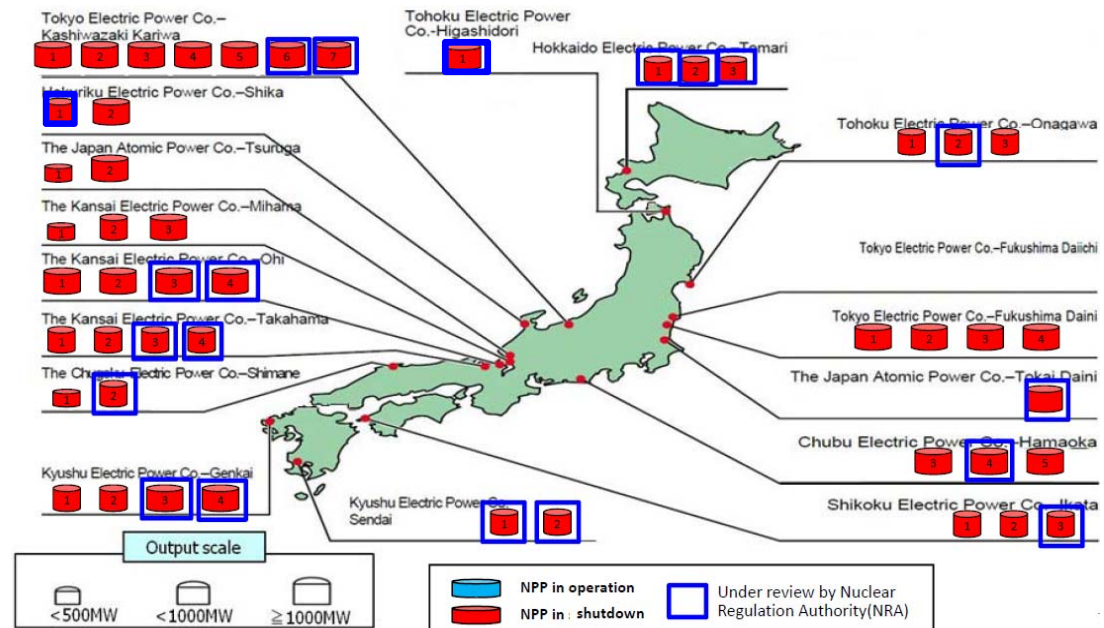 Tokyo Electric Power Co.–
Kashiwazaki Kariwa
1 2 3 4 5 6 7
Hokuriku Electric Power Co.–Shika
1 2
The Japan Atomic Power Co.–Tsuruga
1 2
The Kansai Electric Power Co.–Mihama
1 2 3
The Kansai Electric Power Co.–Ohi
1 2 3 4
The Kansai Electric Power Co.–Takahama
1 2 3 4
The Chugoku Electric Power Co.–Shimane
1 2
Kyushu Electric Power Co.–Genkai
1 2 3 4
Kyushu Electric Power Co.
Sendai
1 2
Tohoku Electric Power
Co.-Higashidori
1
Hokkaido Electric Power Co.–Tomari
1 2 3
Tohoku Electric Power Co.–Onagawa
1 2 3
Tokyo Electric Power Co.–Fukushima Daiichi
Tokyo Electric Power Co.–Fukushima Daini
1 2 3 4
The Japan Atomic Power Co.–Tokai Daini
Chubu Electric Power Co.–Hamaoka
3 4 5
Shikoku Electric Power Co.–Ikata
1 2 3
Output scale
<500MW <1000MW ≧1000MW
NPP in operation
NPP in : shutdown
Under review by Nuclear
Regulation Authority(NRA)